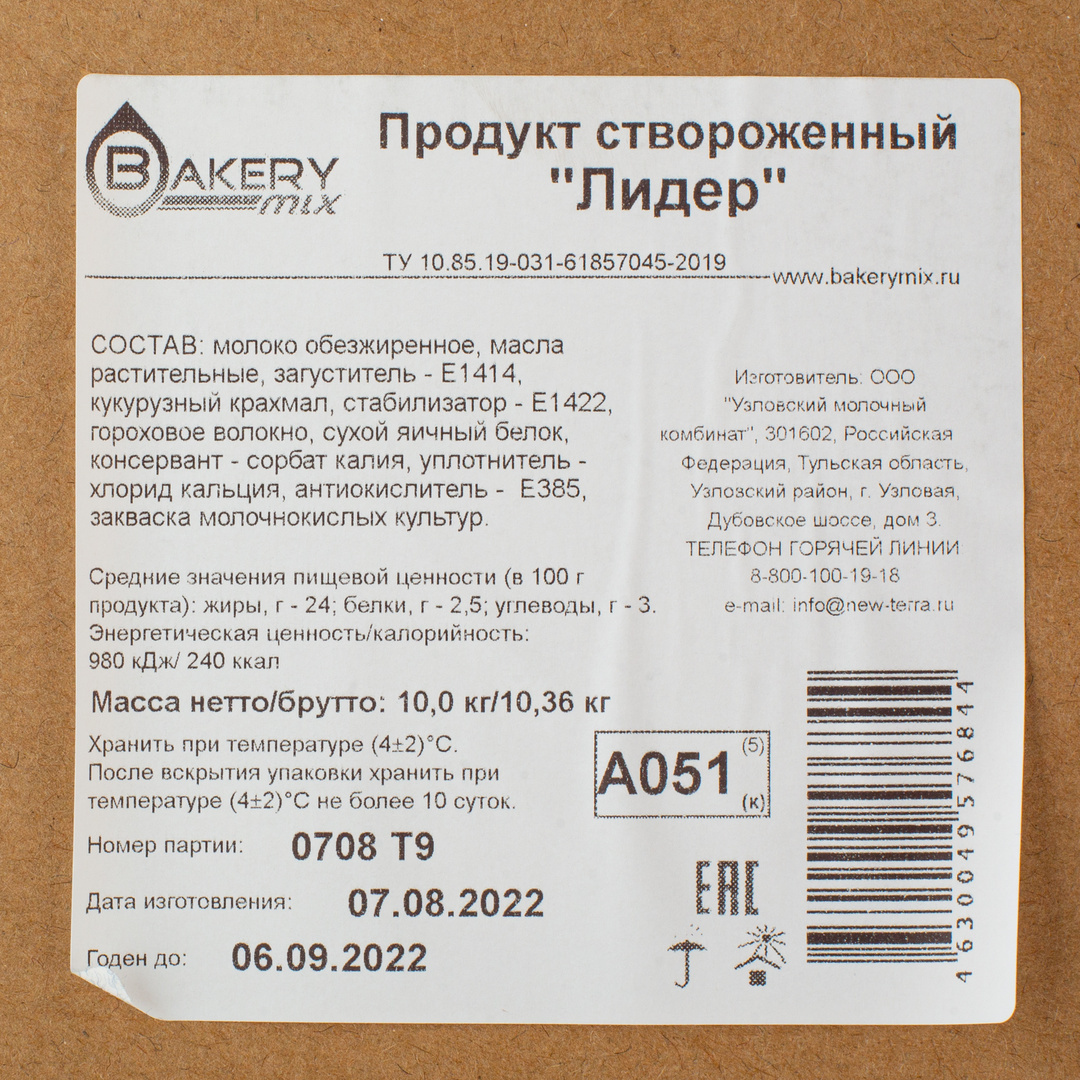 BAKERY
mix
Продукт створоженный
"Лидер"
ТУ 10.85.19-031-61857045-2019
www.bakerymix.ru
СОСТАВ: молоко обезжиренное, масла
растительные, загуститель - Е1414,
кукурузный крахмал, стабилизатор - Е1422,
гороховое волокно, сухой яичный белок,
консервант - сорбат калия, уплотнитель -
хлорид кальция, антиокислитель - Е385,
закваска молочнокислых культур.
Изготовитель: ООО
"Узловский молочный
комбинат", 301602, Российская
Федерация, Тульская область,
Узловский район, г. Узловая,
Дубовское шоссе, дом 3.
ТЕЛЕФОН ГОРЯЧЕЙ ЛИНИИ
8-800-100-19-18
e-mail: info@new-terra.ru
Средние значения пищевой ценности (в 100 г
продукта): жиры, г - 24; белки, г - 2,5; углеводы, г - 3.
Энергетическая ценность/калорийность:
980 кДж/ 240 ккал
Масса нетто/брутто: 10,0 кг/10,36 кг
Хранить при температуре (4±2)°С.
После вскрытия упаковки хранить при
температуре (4±2)°С не более 10 суток.
А051 (5)
(к)
Номер партии: 0708 Т9
Дата изготовления: 07.08.2022
Годен до: 06.09.2022
ЕАС
4630049576844